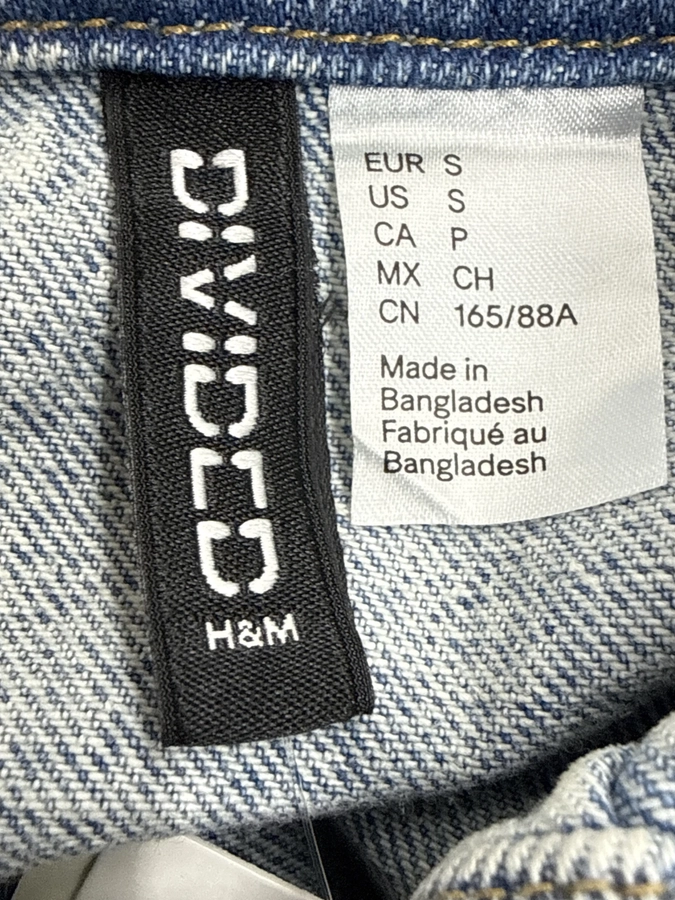 DIVIDED
H&M
EUR S
US S
CA P
MX CH
CN 165/88A
Made in
Bangladesh
Fabriqué au
Bangladesh